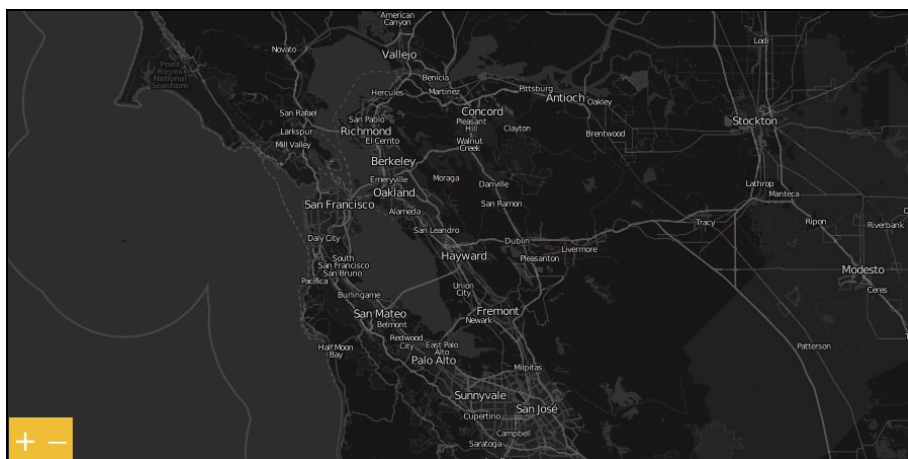 American
Canyon
Lodi
Novato
Vallejo
Point
Reyes
National
Seashore
Benicia
Hercules
Martinez
Pittsburg
Antioch
Oakley
San Rafael
San Pablo
Concord
Stockton
Larkspur
Richmond
Pleasant
Hill
Clayton
Brentwood
Mill Valley
El Cerrito
Walnut
Creek
Berkeley
Emeryville
Moraga
Danville
Lathrop
Manteca
Oakland
San Francisco
Alameda
San Ramon
Tracy
Ripon
Riverbank
Daly City
San Leandro
Dublin
Livermore
South
San Francisco
San Bruno
Hayward
Pleasanton
Modesto
Pacifica
Burlingame
Union
City
Ceres
San Mateo
Belmont
Fremont
Newark
Redwood
City
East Palo
Alto
Half Moon
Bay
Palo Alto
Patterson
Milpitas
Sunnyvale
San José
Cupertino
Campbell
Saratoga
+ −